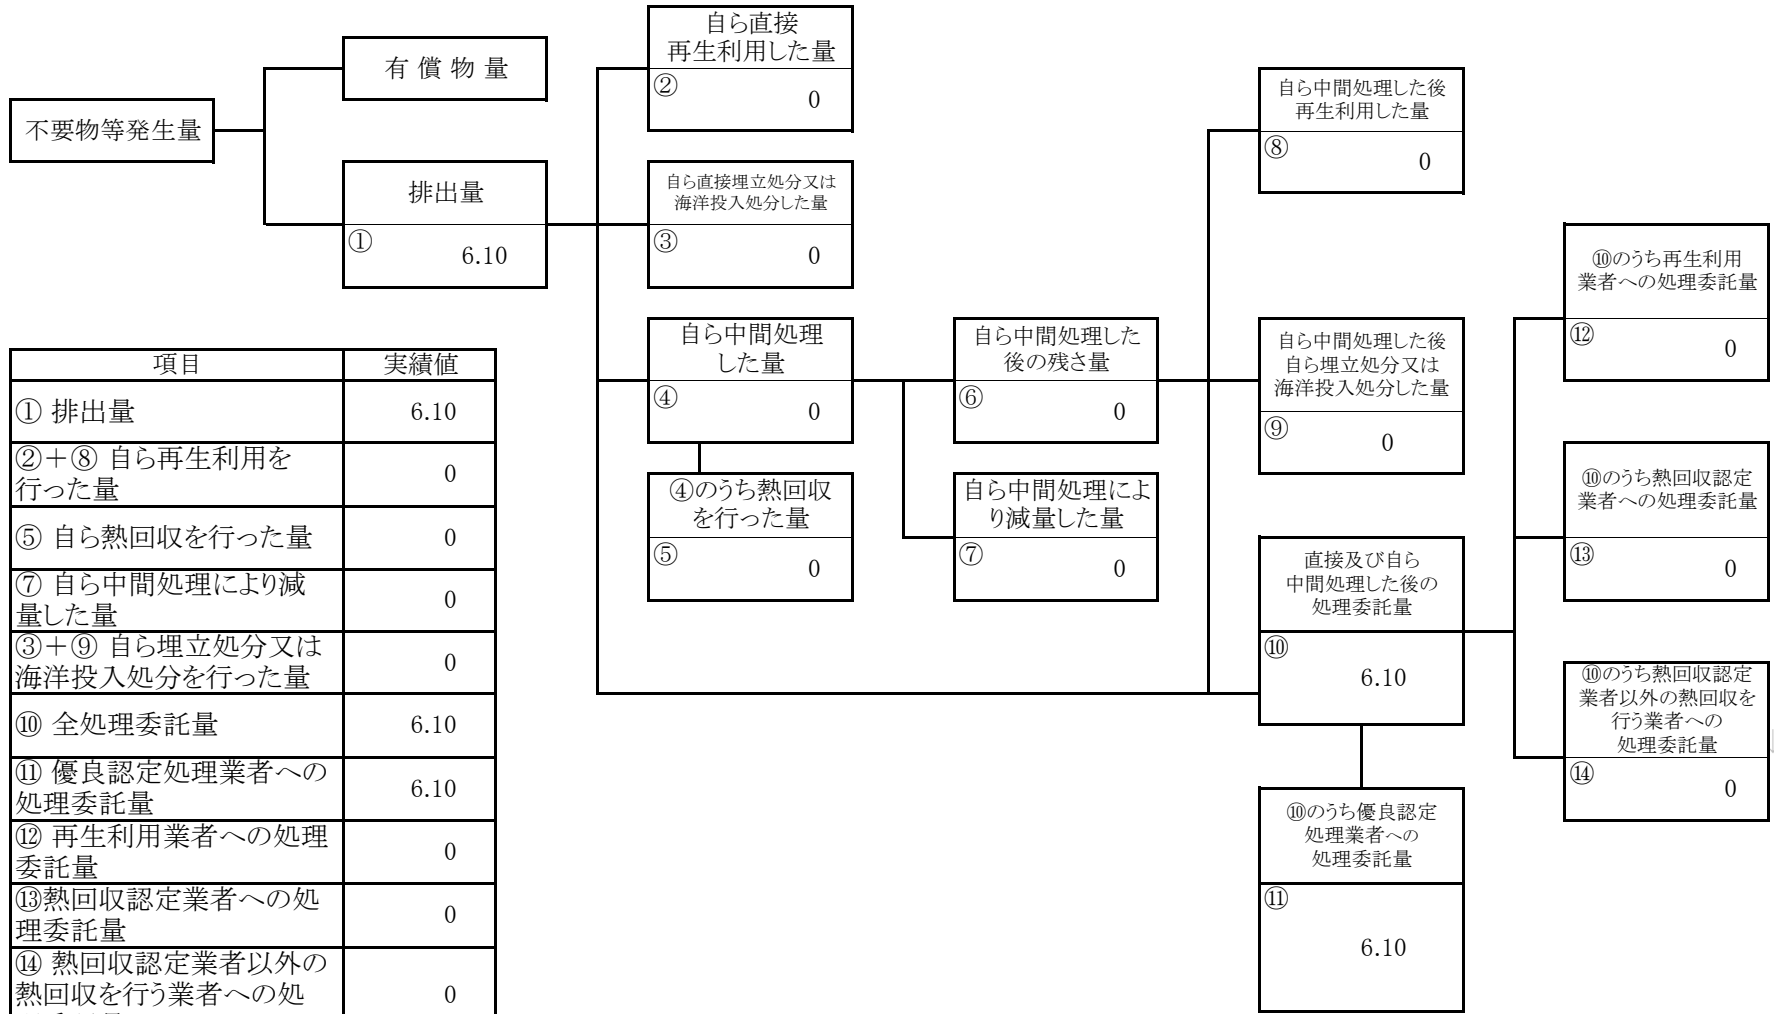 不要物等発生量
有償物量
排出量
①
6.10
自ら直接
再生利用した量
②
0
自ら直接埋立処分又は
海洋投入処分した量
③
0
自ら中間処理
した量
④
0
④のうち熱回収
を行った量
⑤
0
自ら中間処理した
後の残さ量
⑥
0
自ら中間処理によ
り減量した量
⑦
0
自ら中間処理した後
再生利用した量
⑧
0
自ら中間処理した後
自ら埋立処分又は
海洋投入処分した量
⑨
0
直接及び自ら
中間処理した後の
処理委託量
⑩
6.10
⑩のうち優良認定
処理業者への
処理委託量
⑪
6.10
⑩のうち再生利用
業者への処理委託量
⑫
0
⑩のうち熱回収認定
業者への処理委託量
⑬
0
⑩のうち熱回収認定
業者以外の熱回収を
行う業者への
処理委託量
⑭
0
項目 実績値
① 排出量 6.10
②＋⑧ 自ら再生利用を
行った量 0
⑤ 自ら熱回収を行った量 0
⑦ 自ら中間処理により減
量した量 0
③＋⑨ 自ら埋立処分又は
海洋投入処分を行った量 0
⑩ 全処理委託量 6.10
⑪ 優良認定処理業者への
処理委託量 6.10
⑫ 再生利用業者への処理
委託量 0
⑬熱回収認定業者への処
理委託量 0
⑭ 熱回収認定業者以外の
熱回収を行う業者への処 0